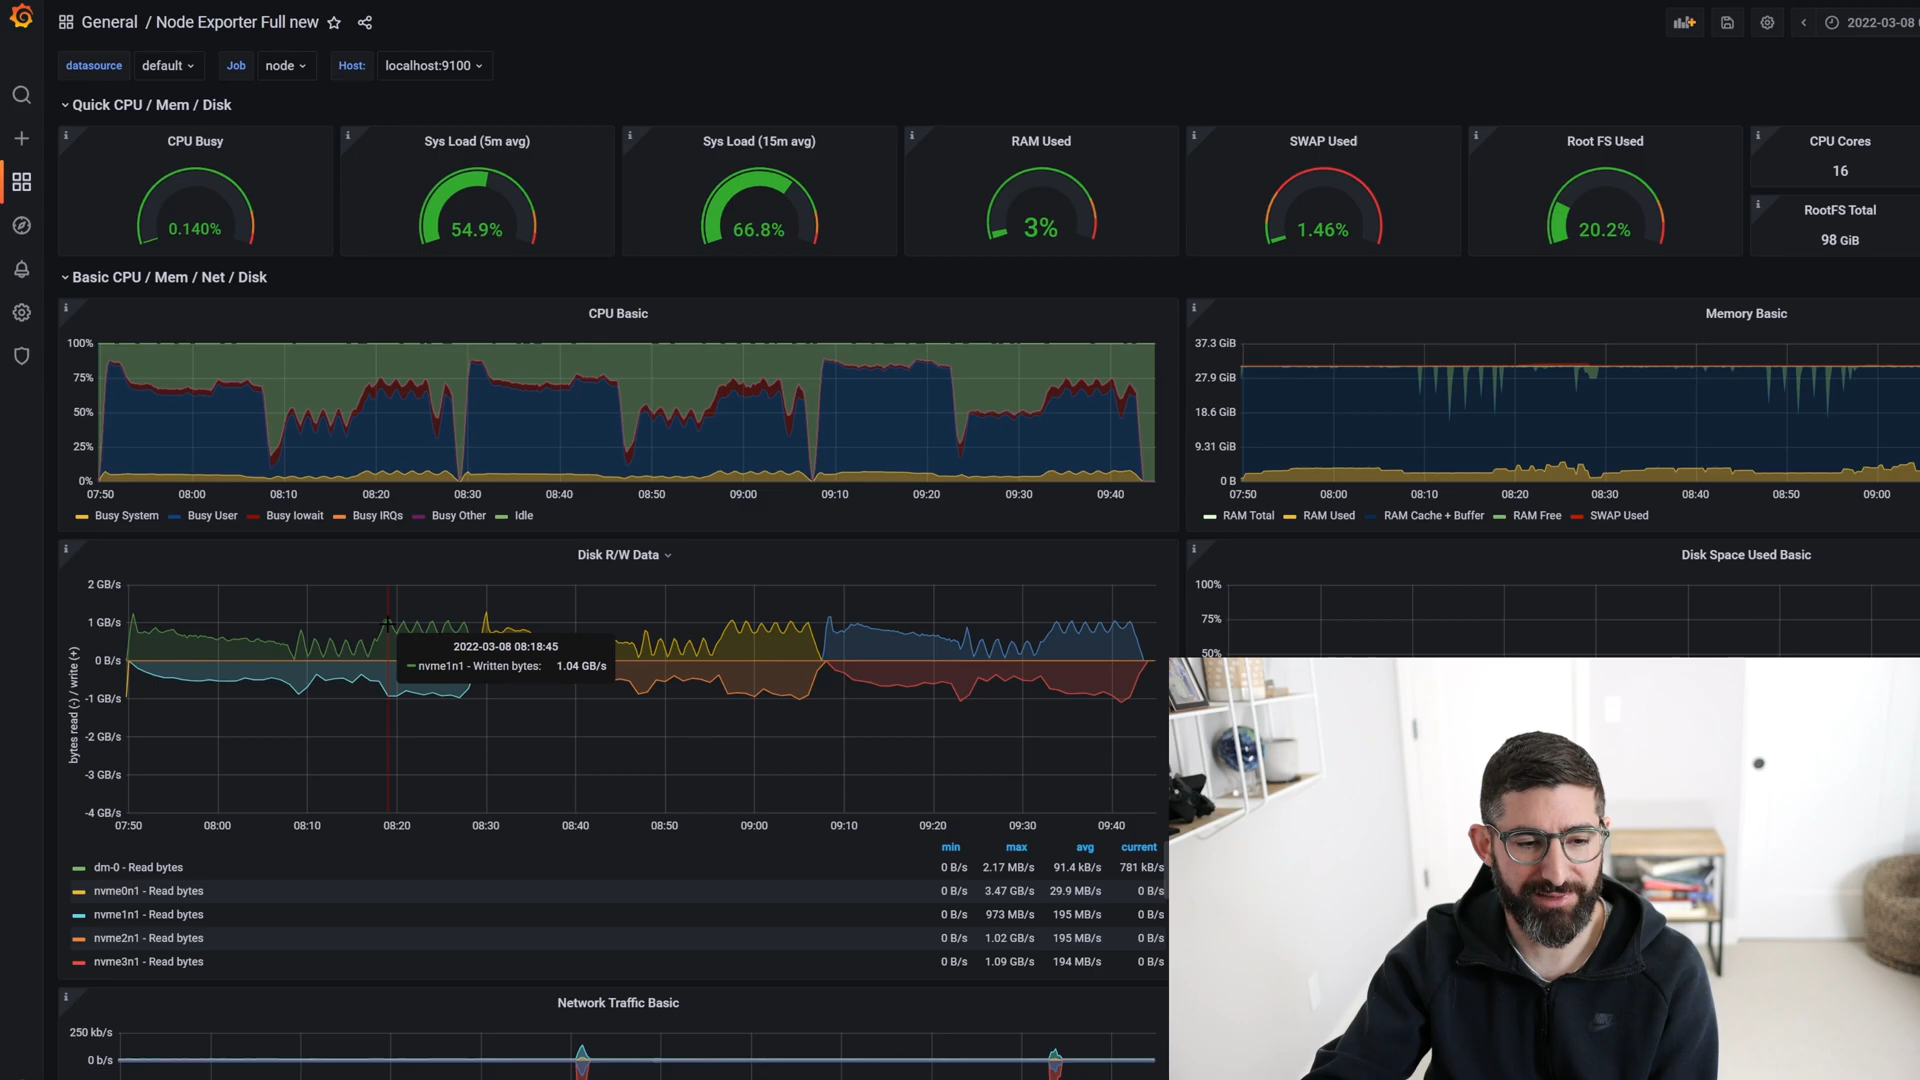 General / Node Exporter Full new
2022-03-08
datasource default Job node Host: localhost:9100
Quick CPU / Mem / Disk
CPU Busy
0.140%
Sys Load (5m avg)
54.9%
Sys Load (15m avg)
66.8%
RAM Used
3%
SWAP Used
1.46%
Root FS Used
20.2%
CPU Cores
16
RootFS Total
98 GiB
Basic CPU / Mem / Net / Disk
CPU Basic
100%
75%
50%
25%
0%
07:50 08:00 08:10 08:20 08:30 08:40 08:50 09:00 09:10 09:20 09:30 09:40
Busy System Busy User Busy Iowait Busy IRQs Busy Other Idle
Memory Basic
37.3 GiB
27.9 GiB
18.6 GiB
9.31 GiB
0 B
07:50 08:00 08:10 08:20 08:30 08:40 08:50 09:00
RAM Total RAM Used RAM Cache + Buffer RAM Free SWAP Used
Disk R/W Data
bytes read (-) / write (+)
2 GB/s
1 GB/s
0 B/s
-1 GB/s
-2 GB/s
-3 GB/s
-4 GB/s
2022-03-08 08:18:45
nvme1n1 - Written bytes: 1.04 GB/s
07:50 08:00 08:10 08:20 08:30 08:40 08:50 09:00 09:10 09:20 09:30 09:40
min max avg current
dm-0 - Read bytes 0 B/s 2.17 MB/s 91.4 kB/s 781 kB/s
nvme0n1 - Read bytes 0 B/s 3.47 GB/s 29.9 MB/s 0 B/s
nvme1n1 - Read bytes 0 B/s 973 MB/s 195 MB/s 0 B/s
nvme2n1 - Read bytes 0 B/s 1.02 GB/s 195 MB/s 0 B/s
nvme3n1 - Read bytes 0 B/s 1.09 GB/s 194 MB/s 0 B/s
Disk Space Used Basic
100%
75%
50%
Network Traffic Basic
250 kb/s
0 b/s